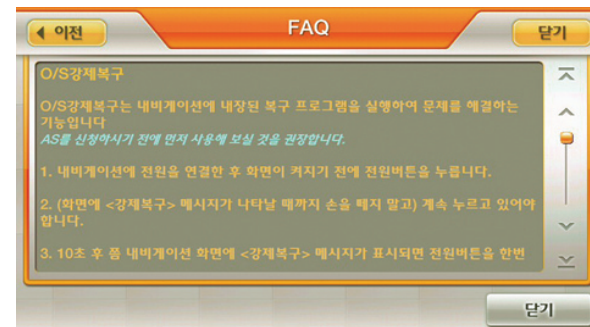 이전
FAQ
닫기
O/S강제복구
O/S강제복구는 내비게이션에 내장된 복구 프로그램을 실행하여 문제를 해결하는
기능입니다
AS를 신청하시기 전에 먼저 사용해 보실 것을 권장합니다.
1. 내비게이션에 전원을 연결한 후 화면이 켜지기 전에 전원버튼을 누릅니다.
2. (화면에 <강제복구> 메시지가 나타날 때까지 손을 떼지 말고) 계속 누르고 있어야
합니다.
3. 10초 후 쯤 내비게이션 화면에 <강제복구> 메시지가 표시되면 전원버튼을 한번
닫기